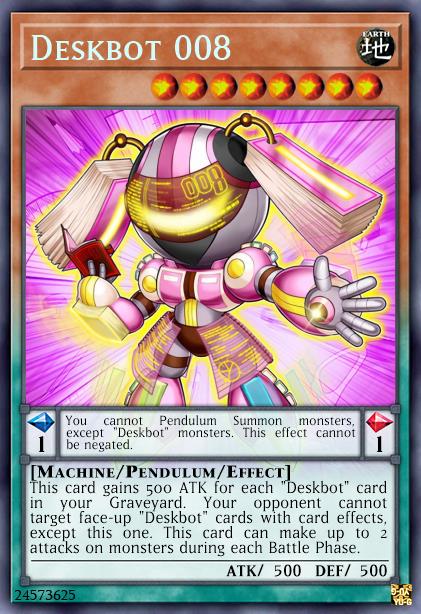 Deskbot 008
EARTH
地
008
1
You cannot Pendulum Summon monsters,
except "Deskbot" monsters. This effect cannot
be negated.
1
[Machine/Pendulum/Effect]
This card gains 500 ATK for each "Deskbot" card
in your Graveyard. Your opponent cannot
target face-up "Deskbot" cards with card effects,
except this one. This card can make up to 2
attacks on monsters during each Battle Phase.
ATK/ 500 DEF/ 500
24573625